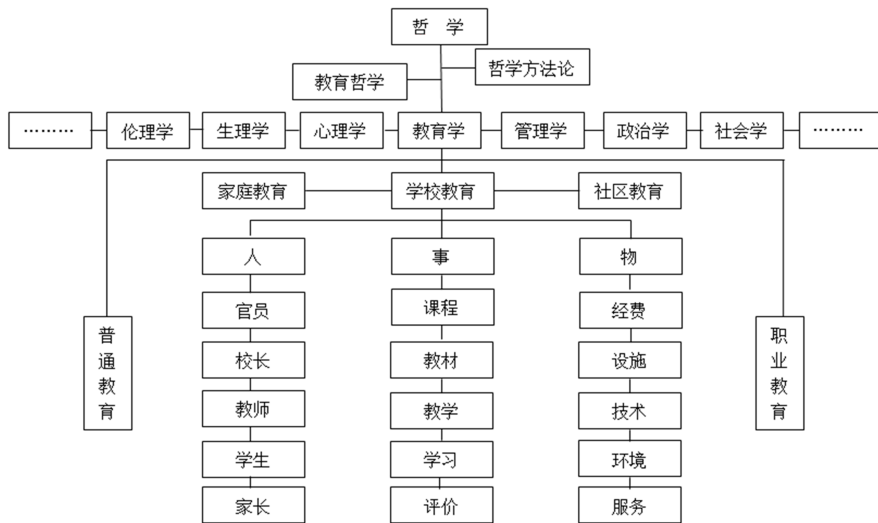 哲 学
哲学方法论
教育哲学
………
伦理学
生理学
心理学
教育学
管理学
政治学
社会学
………
家庭教育
学校教育
社区教育
人
事
物
官员
课程
经费
普通教育
职业教育
校长
教材
设施
教师
教学
技术
学生
学习
环境
家长
评价
服务